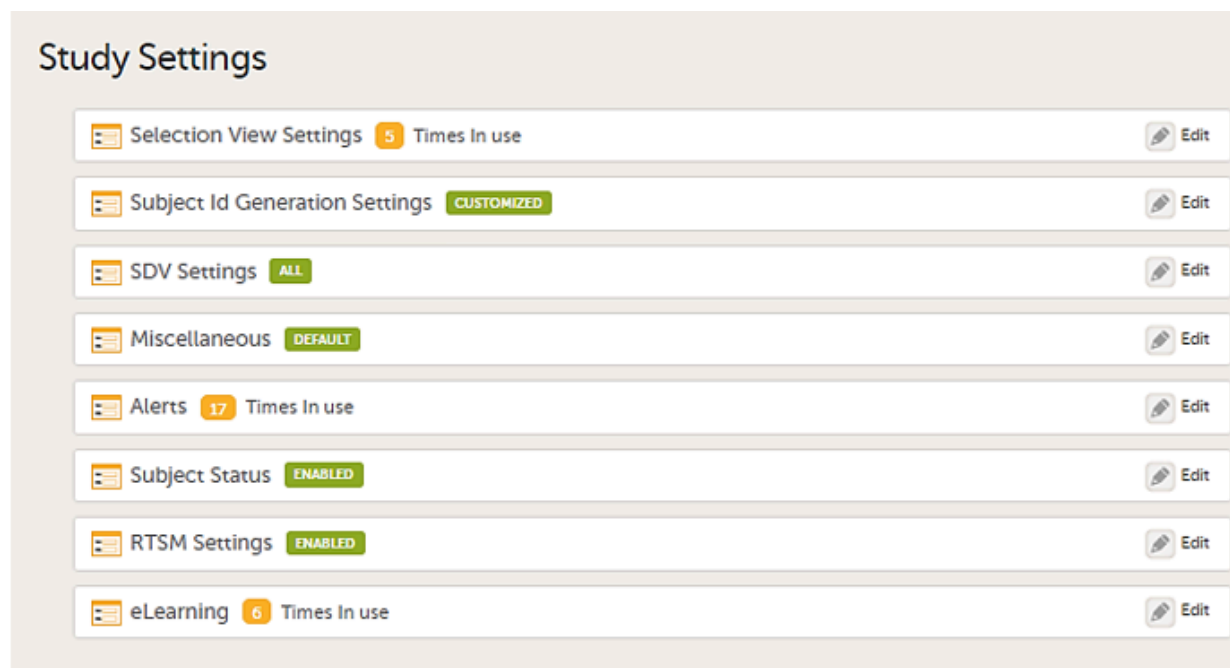 Study Settings
Selection View Settings 5 Times In use Edit
Subject Id Generation Settings CUSTOMIZED Edit
SDV Settings ALL Edit
Miscellaneous DEFAULT Edit
Alerts 17 Times In use Edit
Subject Status ENABLED Edit
RTSM Settings ENABLED Edit
eLearning 6 Times In use Edit